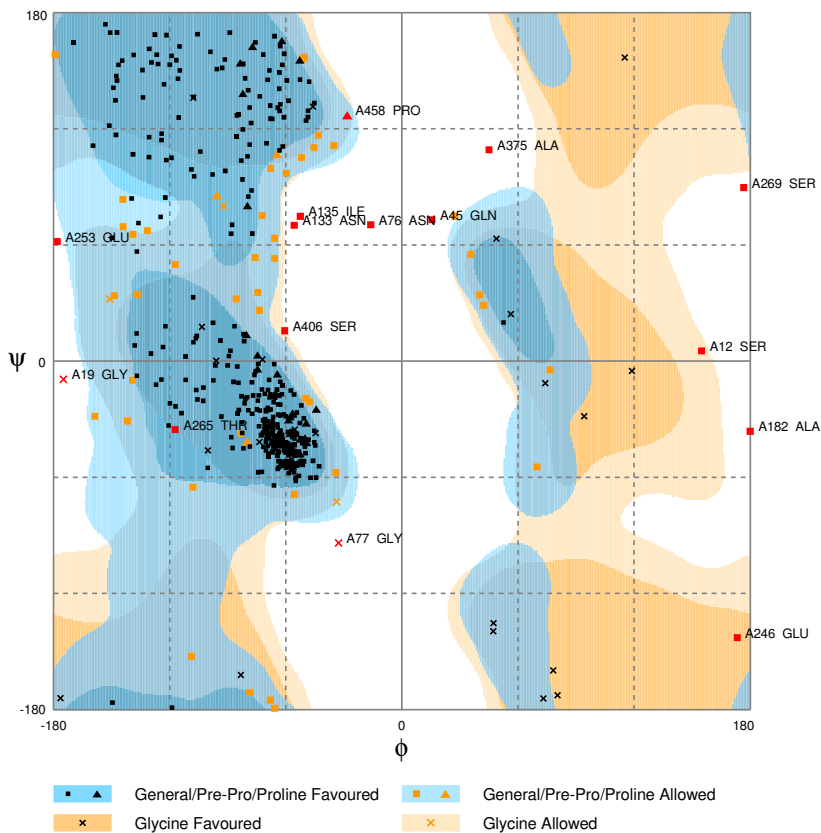 180
A458 PRO
A375 ALA
A269 SER
A135 ILE
A133 ASN
A76 ASN
A45 GLN
A253 GLU
A406 SER
A12 SER
ψ
0
A19 GLY
A265 THR
A182 ALA
A77 GLY
A246 GLU
-180
-180
0
180
ϕ
General/Pre-Pro/Proline Favoured
General/Pre-Pro/Proline Allowed
Glycine Favoured
Glycine Allowed